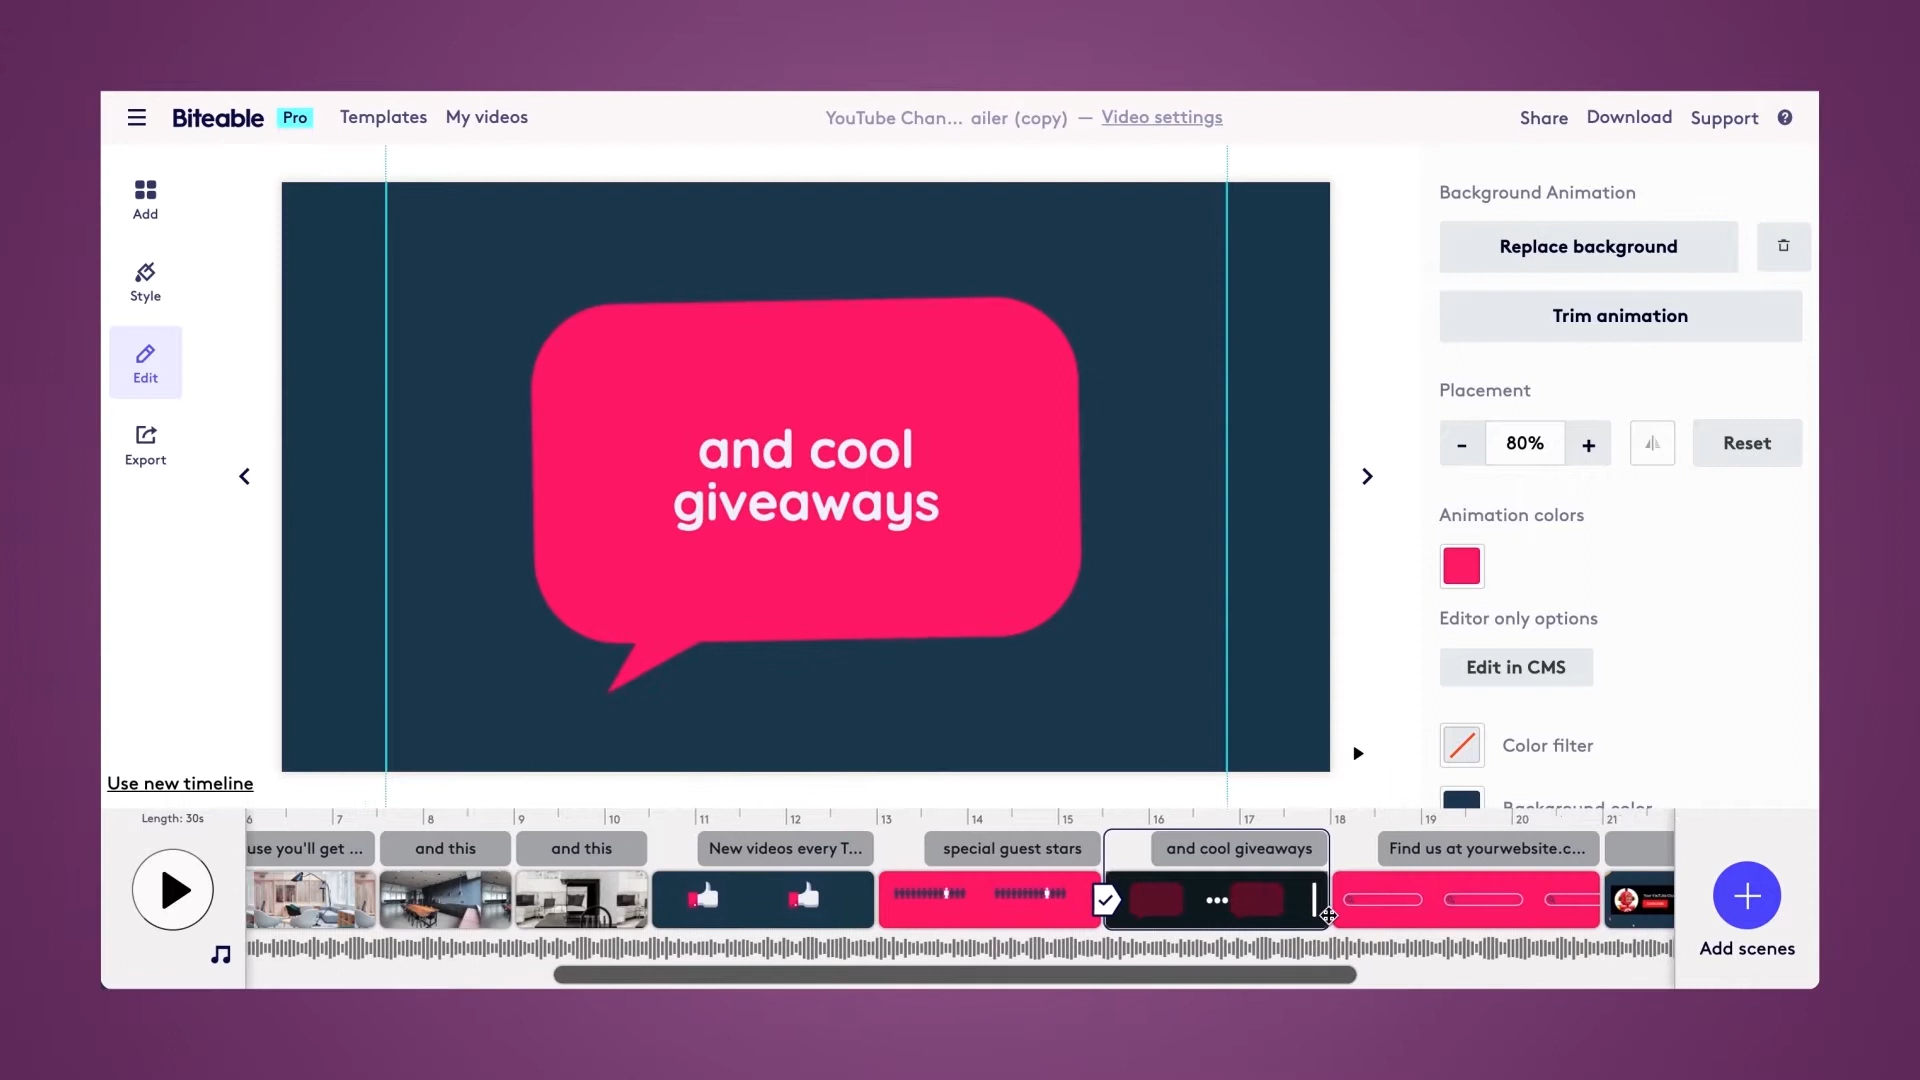 Biteable Pro Templates My videos YouTube Chan... ailer (copy) — Video settings Share Download Support ?
Add
Style
Edit
Export
and cool
giveaways
Background Animation
Replace background
Trim animation
Placement
- 80% + Reset
Animation colors
Editor only options
Edit in CMS
Color filter
Background color
Use new timeline
Length: 30s
6 7 8 9 10 11 12 13 14 15 16 17 18 19 20 21
use you'll get ... and this and this New videos every T... special guest stars and cool giveaways Find us at yourwebsite.c...
Add scenes